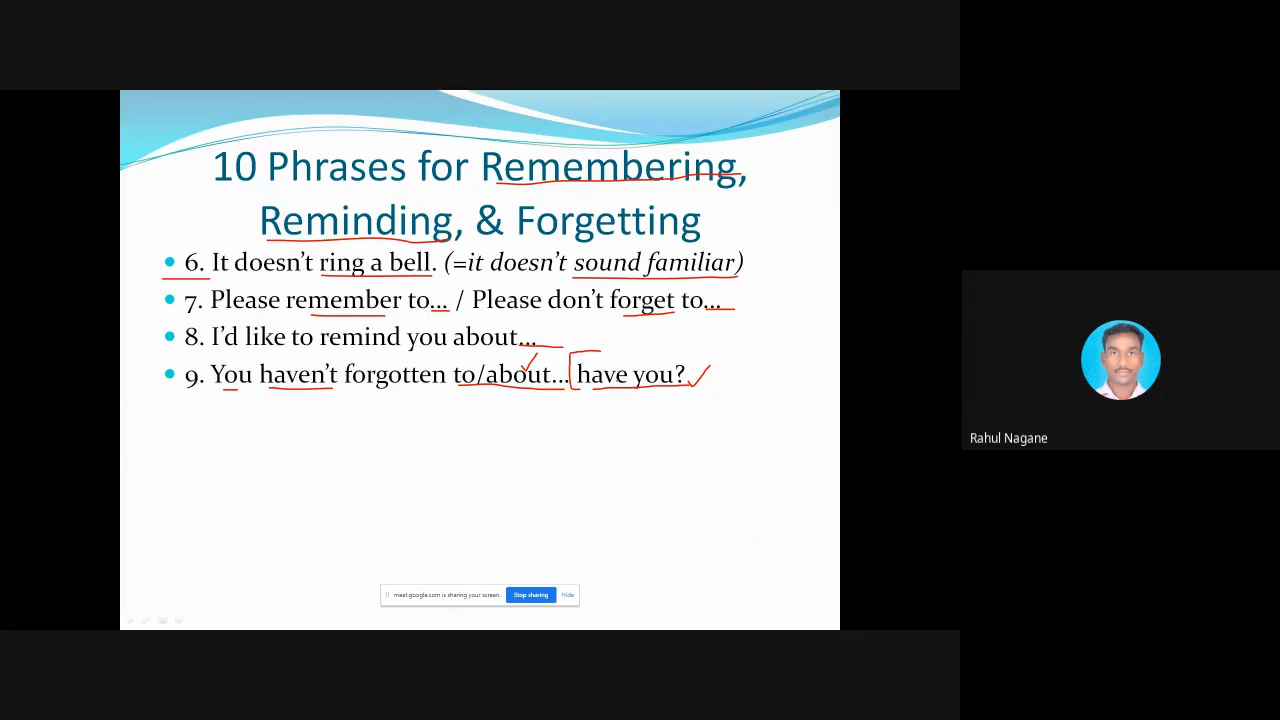 10 Phrases for Remembering,
Reminding, & Forgetting
6. It doesn't ring a bell. (=it doesn't sound familiar)
7. Please remember to... / Please don't forget to...
8. I'd like to remind you about...
9. You haven't forgotten to/about... have you?
Rahul Nagane
meet.google.com is sharing your screen. Stop sharing Hide